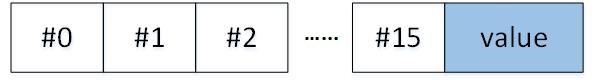 #0 #1 #2 ...... #15 value